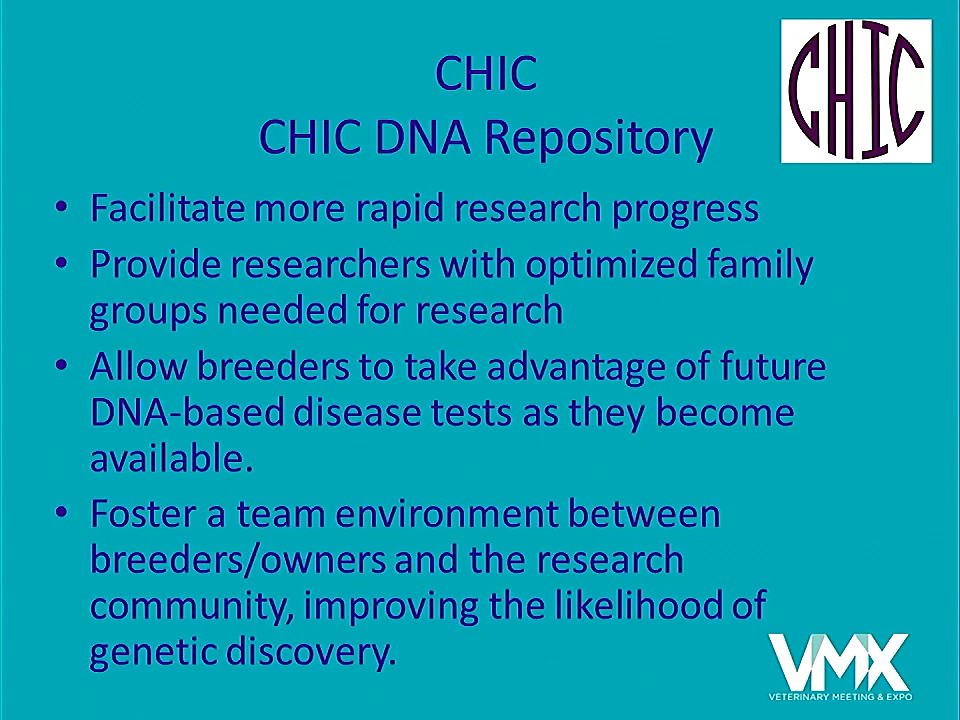 CHIC
CHIC
CHIC DNA Repository
• Facilitate more rapid research progress
• Provide researchers with optimized family
groups needed for research
• Allow breeders to take advantage of future
DNA-based disease tests as they become
available.
• Foster a team environment between
breeders/owners and the research
community, improving the likelihood of
genetic discovery.
VMX
VETERINARY MEETING & EXPO